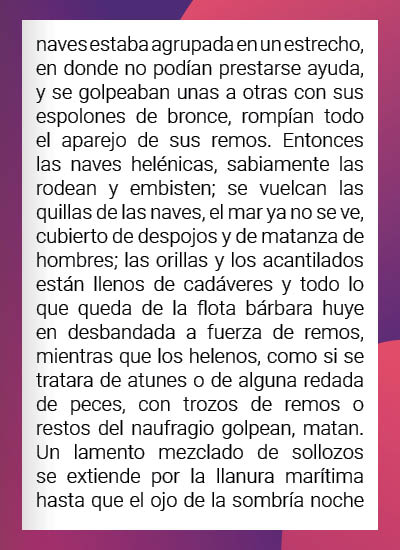 naves estaba agrupada en un estrecho,
en donde no podían prestarse ayuda,
y se golpeaban unas a otras con sus
espolones de bronce, rompían todo
el aparejo de sus remos. Entonces
las naves helénicas, sabiamente las
rodean y embisten; se vuelcan las
quillas de las naves, el mar ya no se ve,
cubierto de despojos y de matanza de
hombres; las orillas y los acantilados
están llenos de cadáveres y todo lo
que queda de la flota bárbara huye
en desbandada a fuerza de remos,
mientras que los helenos, como si se
tratara de atunes o de alguna redada
de peces, con trozos de remos o
restos del naufragio golpean, matan.
Un lamento mezclado de sollozos
se extiende por la llanura marítima
hasta que el ojo de la sombría noche